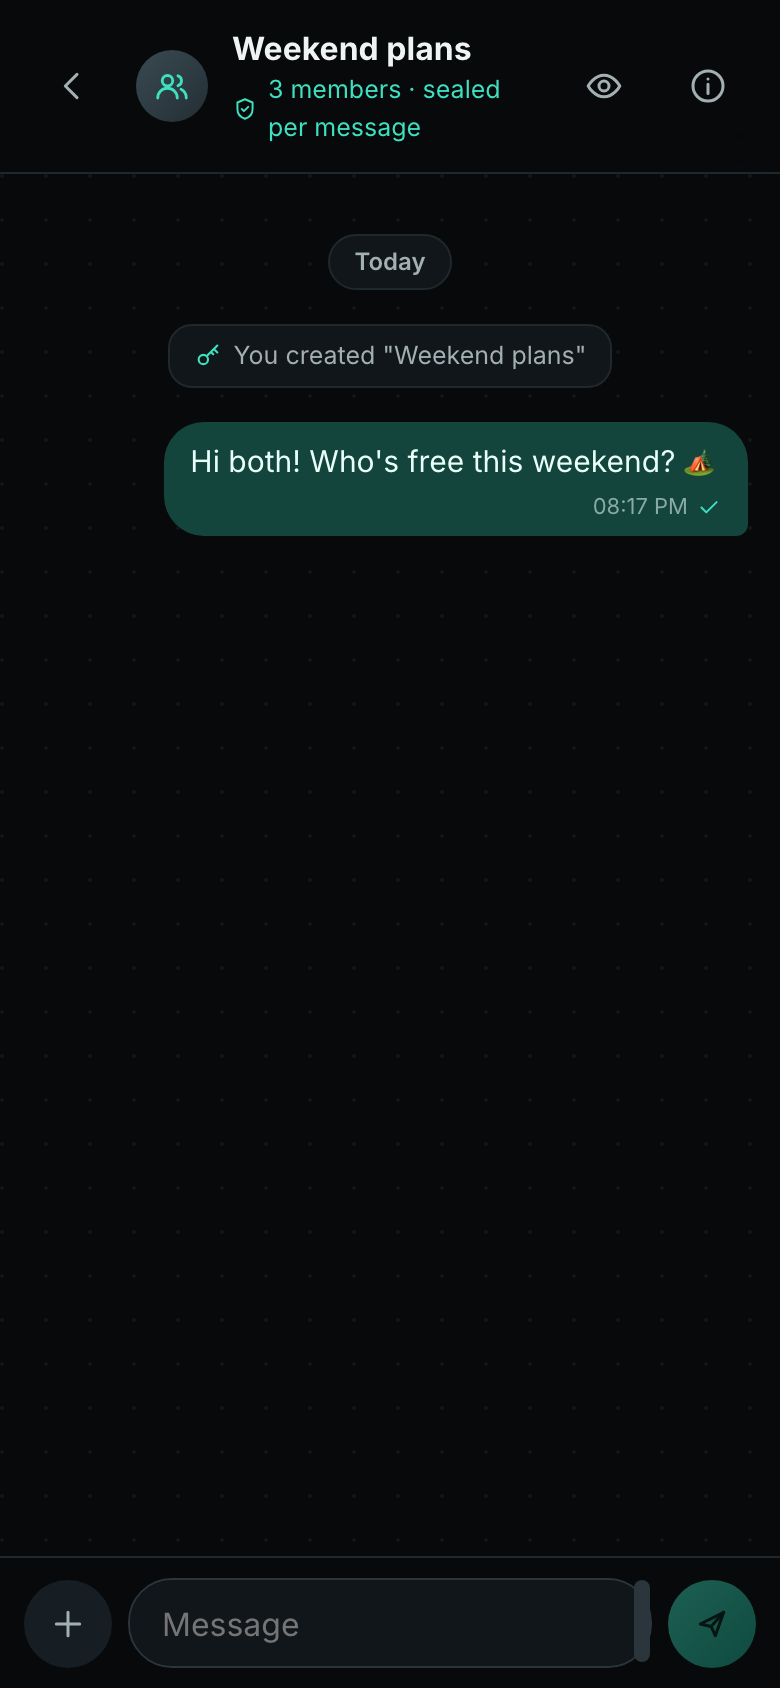 Weekend plans
3 members · sealed
per message
Today
You created "Weekend plans"
Hi both! Who's free this weekend? 🏕️
08:17 PM
Message